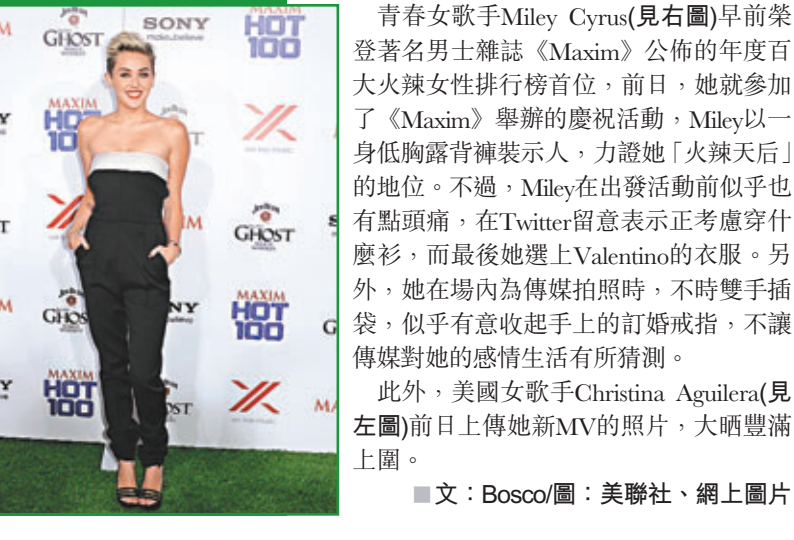 GHOST
SONY
make.believe
MAXIM
HOT
100
MAXIM
HOT
10
GHOST
MAXIM
HOT
100
GHOST
MAXIM
HOT
100
青春女歌手Miley Cyrus(見右圖)早前榮
登著名男士雜誌《Maxim》公佈的年度百
大火辣女性排行榜首位，前日，她就參加
了《Maxim》舉辦的慶祝活動，Miley以一
身低胸露背褲裝示人，力證她「火辣天后」
的地位。不過，Miley在出發活動前似乎也
有點頭痛，在Twitter留意表示正考慮穿什
麼衫，而最後她選上Valentino的衣服。另
外，她在場內為傳媒拍照時，不時雙手插
袋，似乎有意收起手上的訂婚戒指，不讓
傳媒對她的感情生活有所猜測。
此外，美國女歌手Christina Aguilera(見
左圖)前日上傳她新MV的照片，大晒豐滿
上圍。
■文：Bosco/圖：美聯社、網上圖片